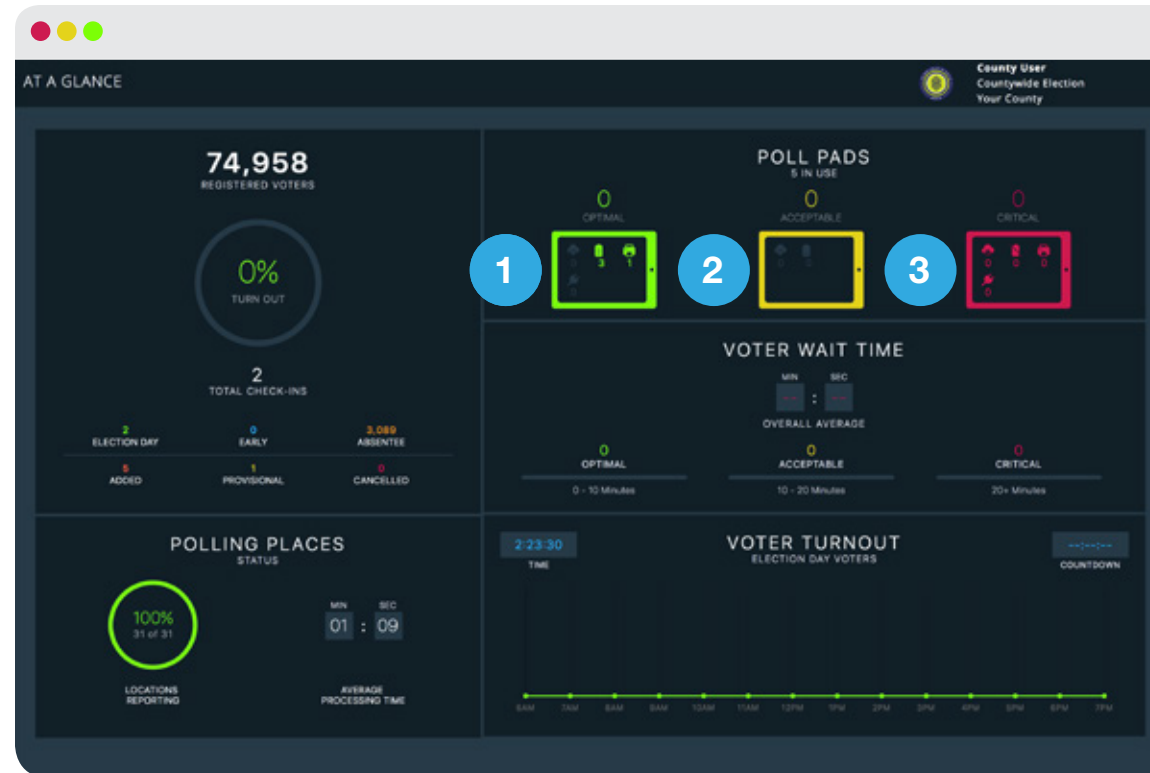 AT A GLANCE
County User
Countywide Election
Your County
74,958
REGISTERED VOTERS
0%
TURN OUT
2
TOTAL CHECK-INS
2
ELECTION DAY
0
EARLY
3,089
ABSENTEE
5
ADDED
1
PROVISIONAL
0
CANCELLED
POLL PADS
5 IN USE
0
OPTIMAL
0
ACCEPTABLE
0
CRITICAL
1
0
3
1
0
2
0
0
3
0
0
0
0
VOTER WAIT TIME
MIN SEC
-- : --
OVERALL AVERAGE
0
OPTIMAL
0 - 10 Minutes
0
ACCEPTABLE
10 - 20 Minutes
0
CRITICAL
20+ Minutes
POLLING PLACES
STATUS
100%
31 of 31
LOCATIONS
REPORTING
MIN SEC
01 : 09
AVERAGE
PROCESSING TIME
2:23:30
TIME
VOTER TURNOUT
ELECTION DAY VOTERS
--:--:--
COUNTDOWN
6AM 7AM 8AM 9AM 10AM 11AM 12PM 1PM 2PM 3PM 4PM 5PM 6PM 7PM